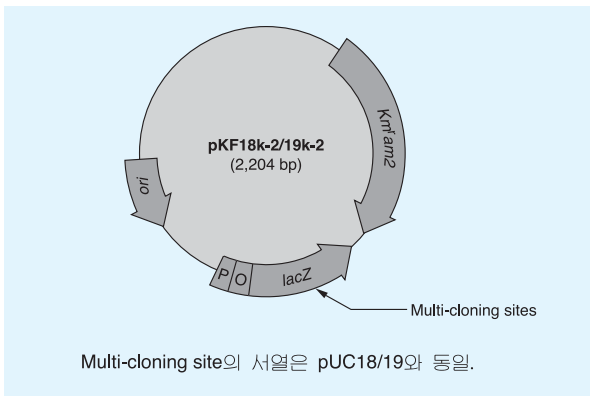 pKF18k-2/19k-2
(2,204 bp)
Kmʳam2
ori
P O lacZ
Multi-cloning sites
Multi-cloning site의 서열은 pUC18/19와 동일.